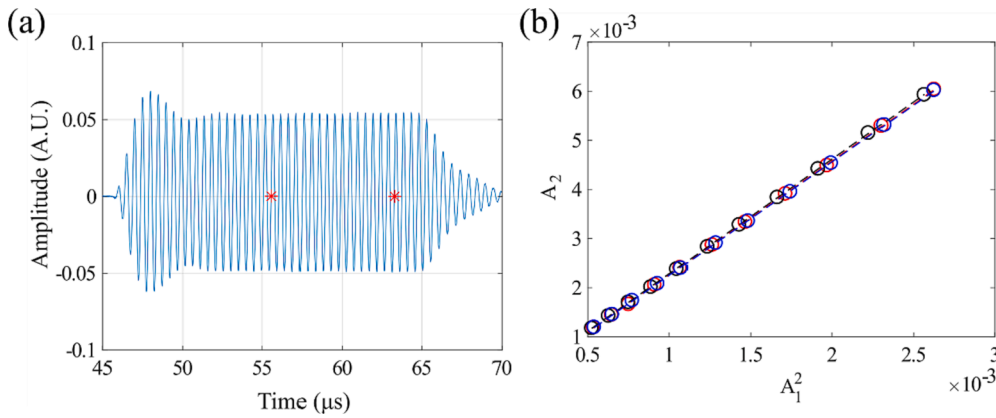 (a)
0.1
0.05
0
-0.05
-0.1
Amplitude (A.U.)
45 50 55 60 65 70
Time (μs)
(b)
×10⁻³
7
6
5
4
3
2
1
A₂
0.5 1 1.5 2 2.5 3
A₁²
×10⁻³